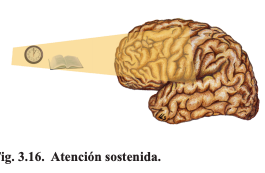 ig. 3.16. Atención sostenida.